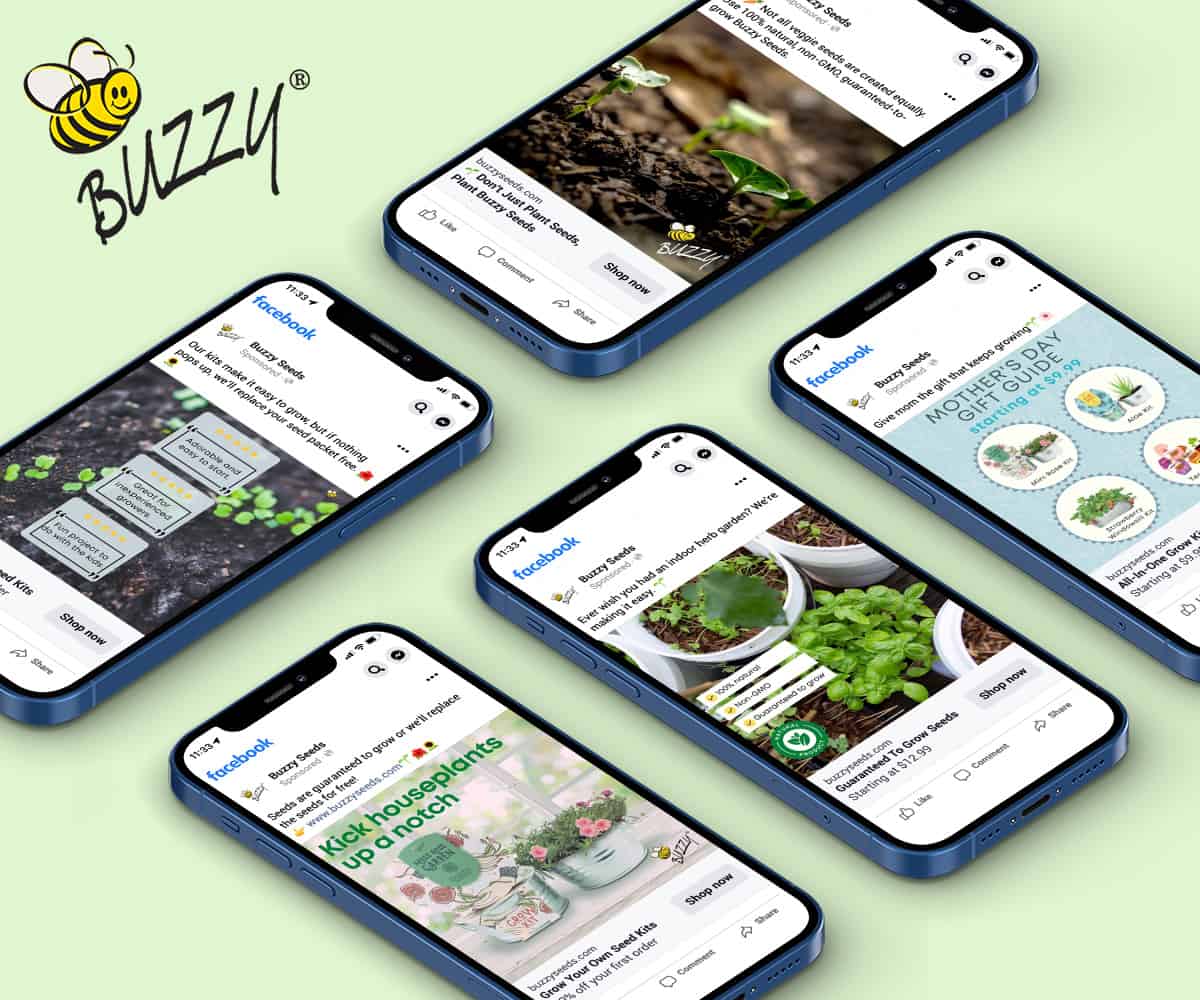 BUZZY®
Buzzy Seeds
Sponsored
Not all veggie seeds are created equally
Use 100% natural, non-GMO, guaranteed-to-
grow Buzzy Seeds.
BUZZY
buzzyseeds.com
Don't Just Plant Seeds,
Plant Buzzy Seeds
Shop now
Like
Comment
Share
11:33
facebook
BUZZY
Buzzy Seeds
Sponsored
Our kits make it easy to grow, but if nothing
pops up, we'll replace your seed packet free.
Adorable and
easy to start.
Great for
inexperienced
growers.
Fun project to
do with the kids.
Kits
Shop now
Share
11:33
facebook
Buzzy Seeds
Sponsored
Give mom the gift that keeps growing
MOTHER'S DAY
GIFT GUIDE
starting at $9.99
Aloe Kit
Mini Rose Kit
Strawberry
Windowsill Kit
buzzyseeds.com
All-in-One Grow
Starting at
11:33
facebook
Buzzy Seeds
Sponsored
Ever wish you had an indoor herb garden? We're
making it easy.
100% natural
Non-GMO
Guaranteed to grow
NATURAL
PRODUCT
buzzyseeds.com
Guaranteed To Grow Seeds
Starting at $12.99
Shop now
Like
Comment
Share
11:33
facebook
Buzzy Seeds
Sponsored
Seeds are guaranteed to grow or we'll replace
the seeds for free!
www.buzzyseeds.com
Kick houseplants
up a notch
GREEN
GROW
KIT
BUZZY
buzzyseeds.com
Grow Your Own Seed Kits
% off your first order
Shop now
Comment
Share